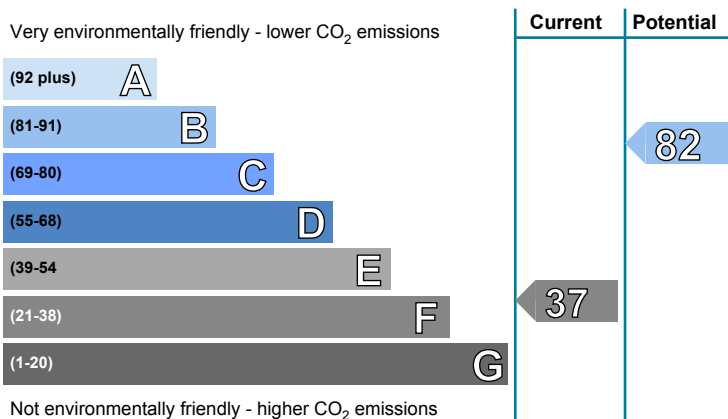 Current Potential
Very environmentally friendly - lower CO2 emissions
(92 plus) A
(81-91) B
82
(69-80) C
(55-68) D
(39-54 E
(21-38) F
37
(1-20) G
Not environmentally friendly - higher CO2 emissions